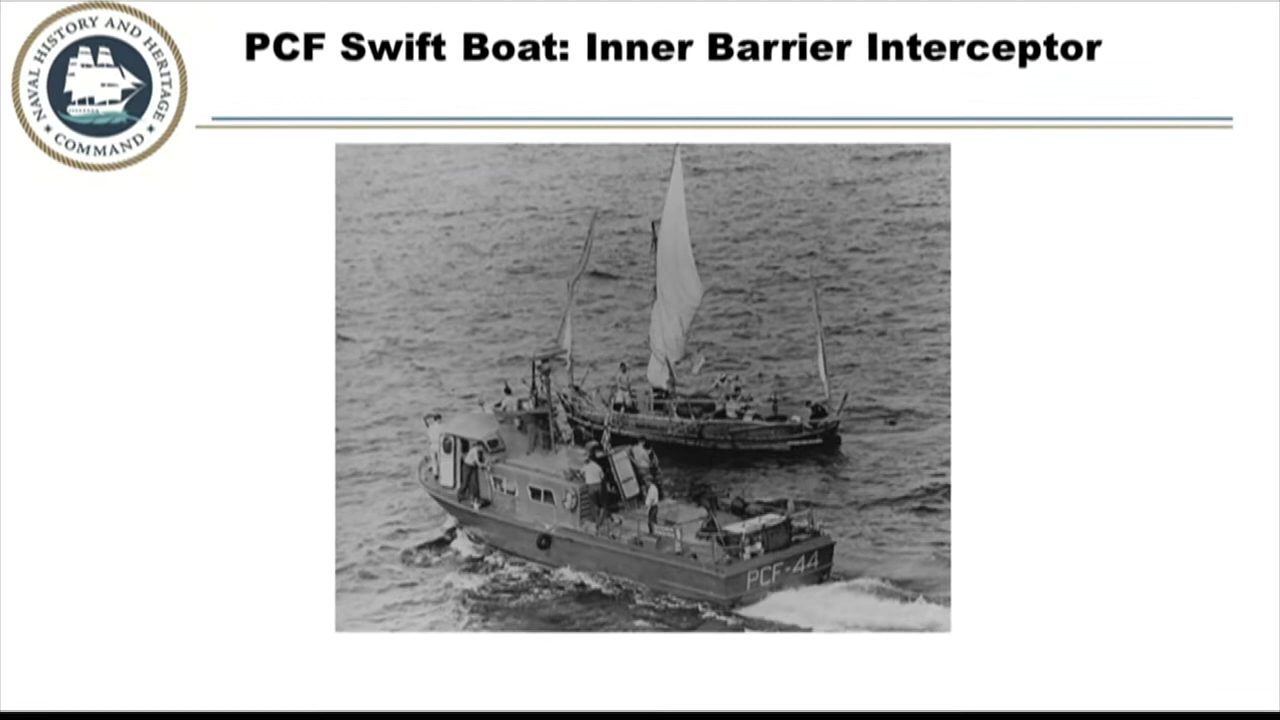 PCF Swift Boat: Inner Barrier Interceptor
NAVAL HISTORY AND HERITAGE
COMMAND
PCF-44